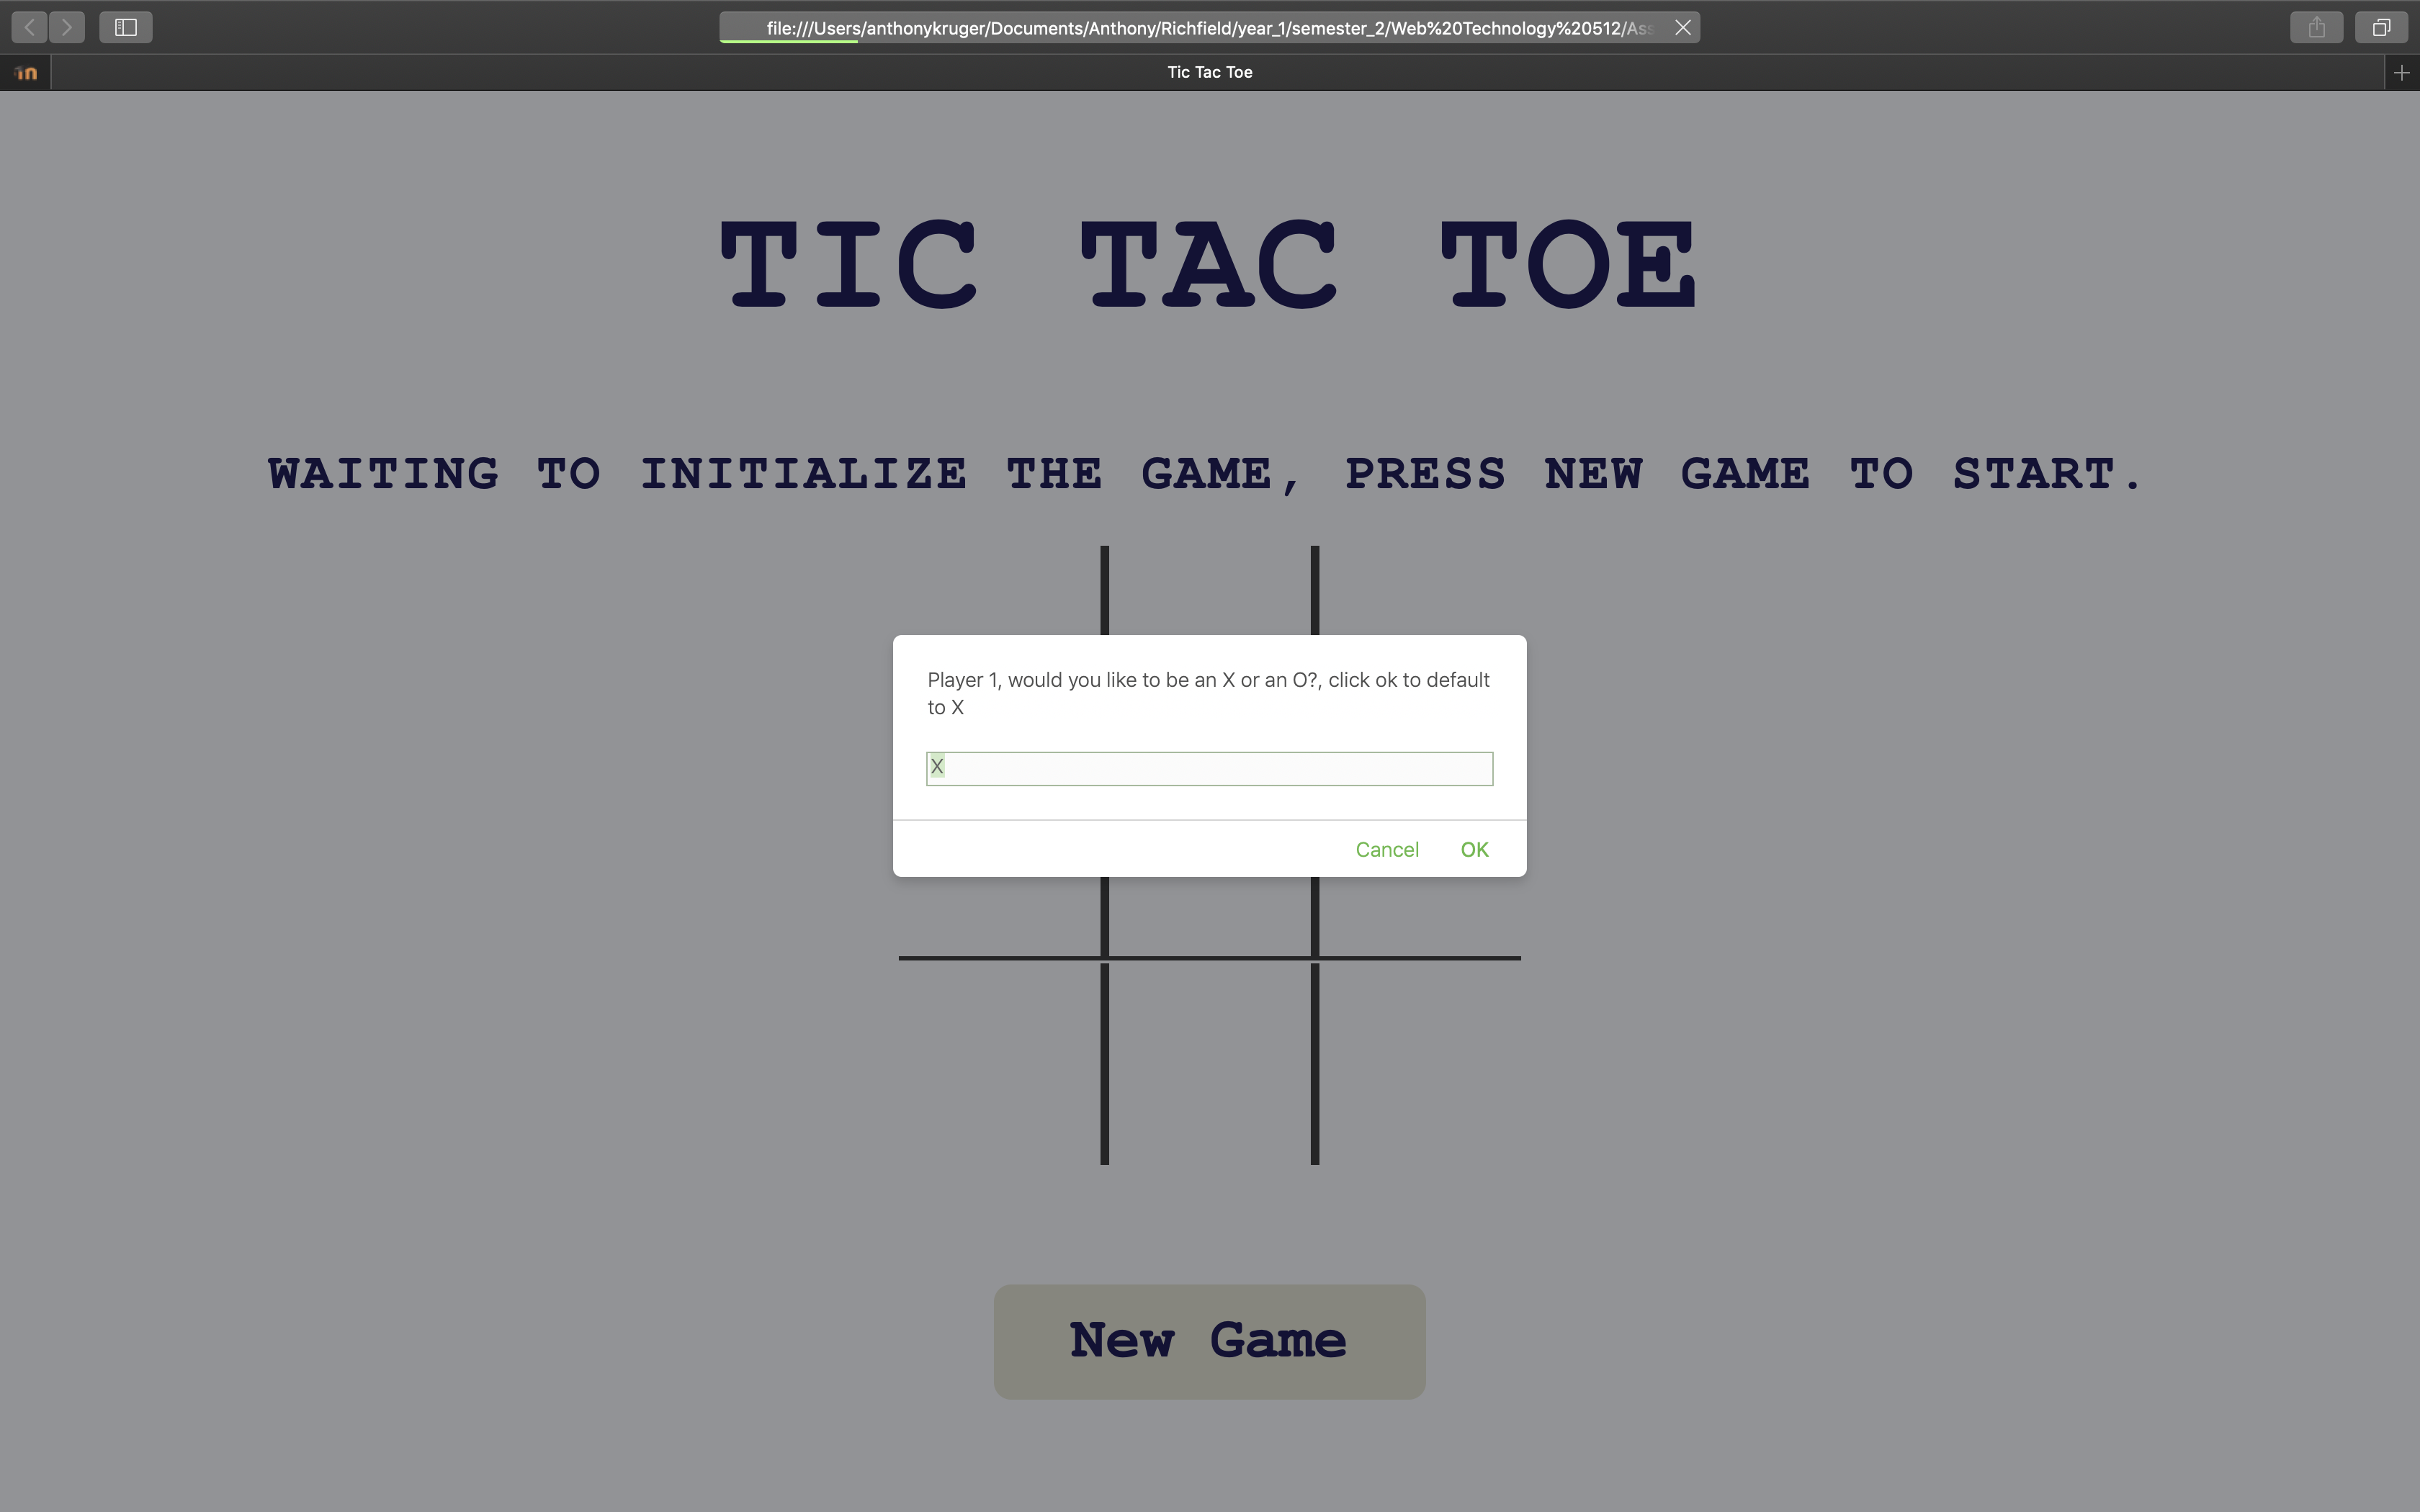 file:///Users/anthonykruger/Documents/Anthony/Richfield/year_1/semester_2/Web%20Technology%20512/Ass
Tic Tac Toe
TIC TAC TOE
WAITING TO INITIALIZE THE GAME, PRESS NEW GAME TO START.
Player 1, would you like to be an X or an O?, click ok to default
to X
X
Cancel OK
New Game